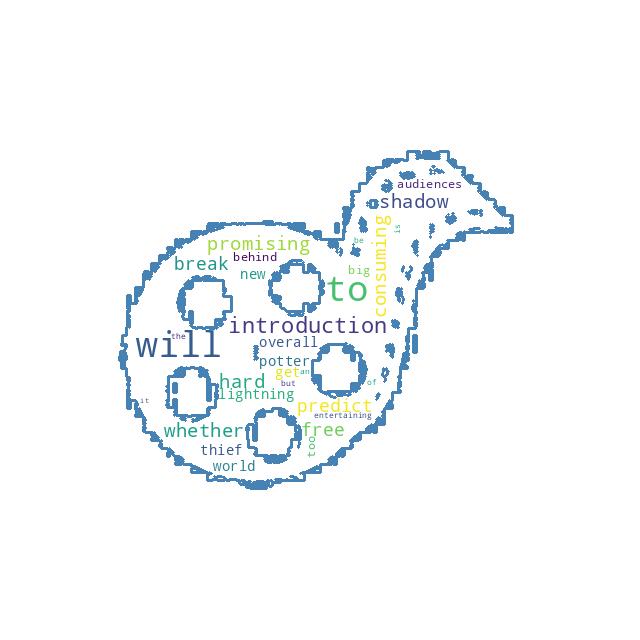 audiences
shadow
consuming
is
be
promising
behind
break
new
big
to
introduction
the
will
overall
potter
get an
hard but of
lightning
it
predict
entertaining
whether
free
too
thief
world